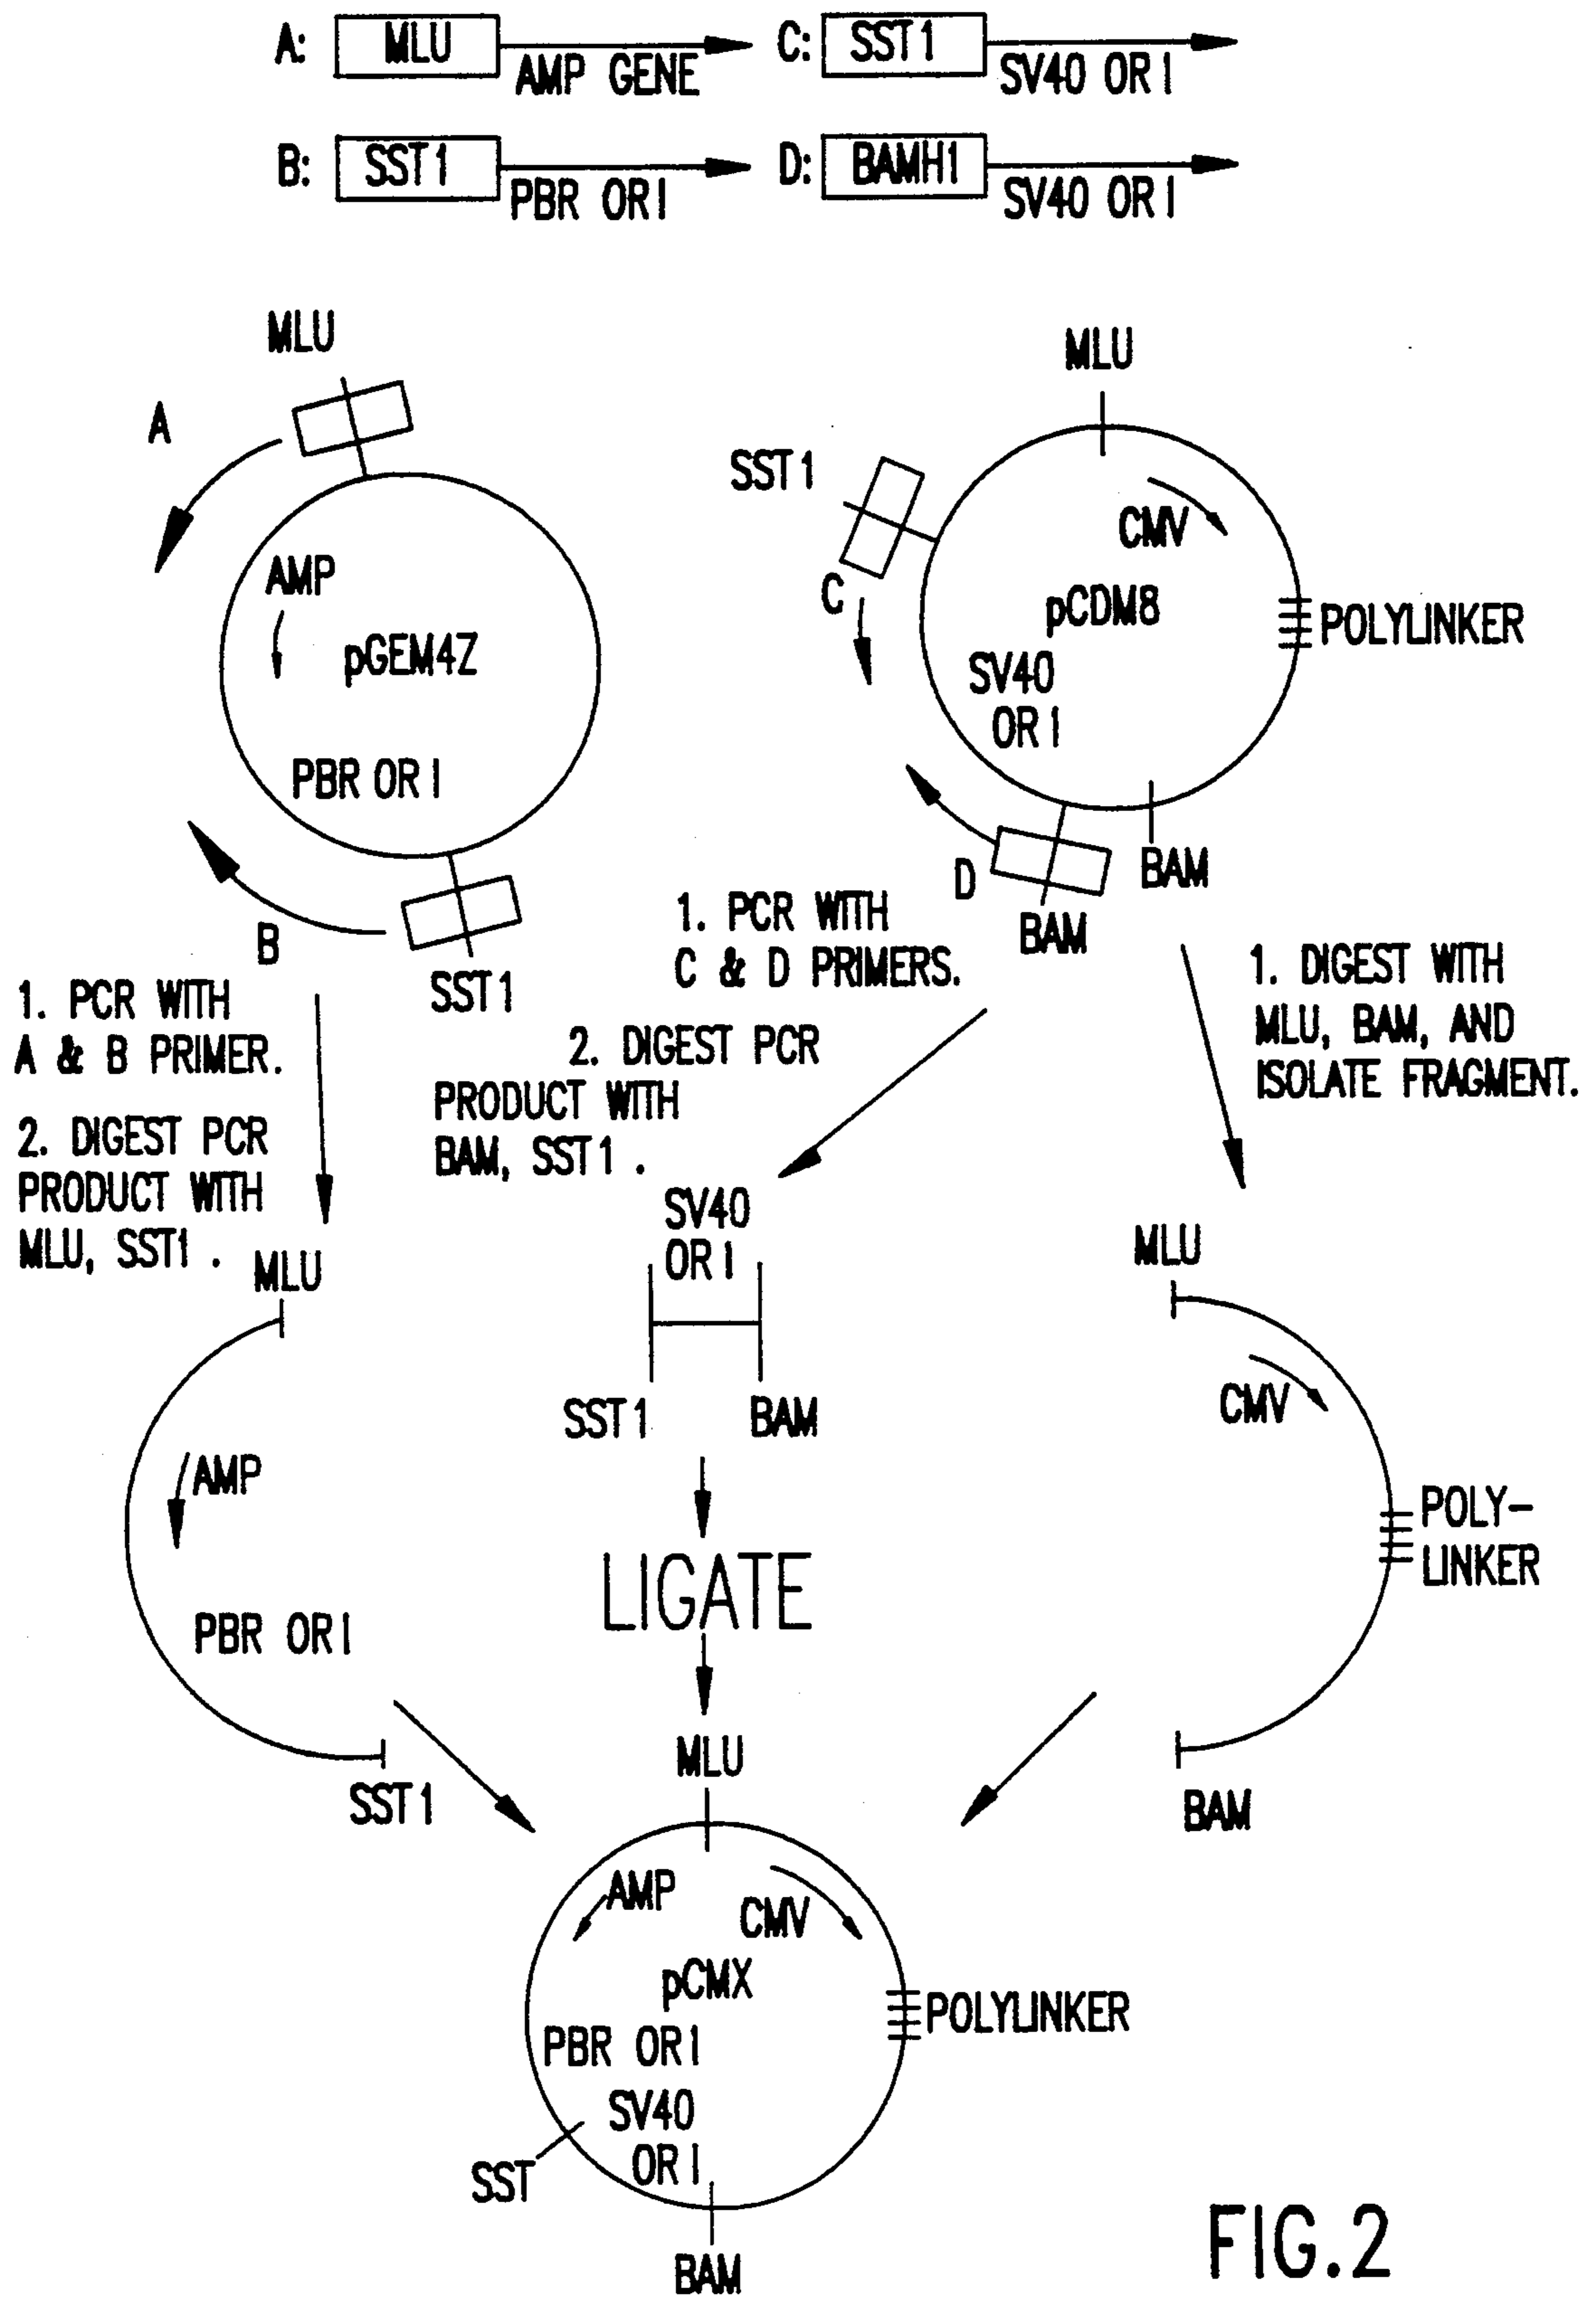 A: MLU AMP GENE
C: SST1 SV40 ORI
B: SST1 PBR ORI
D: BAMH1 SV40 ORI
MLU
A
AMP
pGEM4Z
PBR ORI
B
SST1
MLU
SST1
C
CMV
pCDM8
POLYLINKER
SV40
ORI
D
BAM
BAM
1. PCR WITH
A & B PRIMER.
2. DIGEST PCR
PRODUCT WITH
MLU, SST1 .
1. PCR WITH
C & D PRIMERS.
2. DIGEST PCR
PRODUCT WITH
BAM, SST1 .
1. DIGEST WITH
MLU, BAM, AND
ISOLATE FRAGMENT.
MLU
AMP
PBR ORI
SST1
SV40
ORI
SST1
BAM
LIGATE
MLU
CMV
POLY-
LINKER
BAM
MLU
AMP
CMV
pCMX
POLYLINKER
PBR ORI
SV40
ORI
SST
BAM
FIG.2